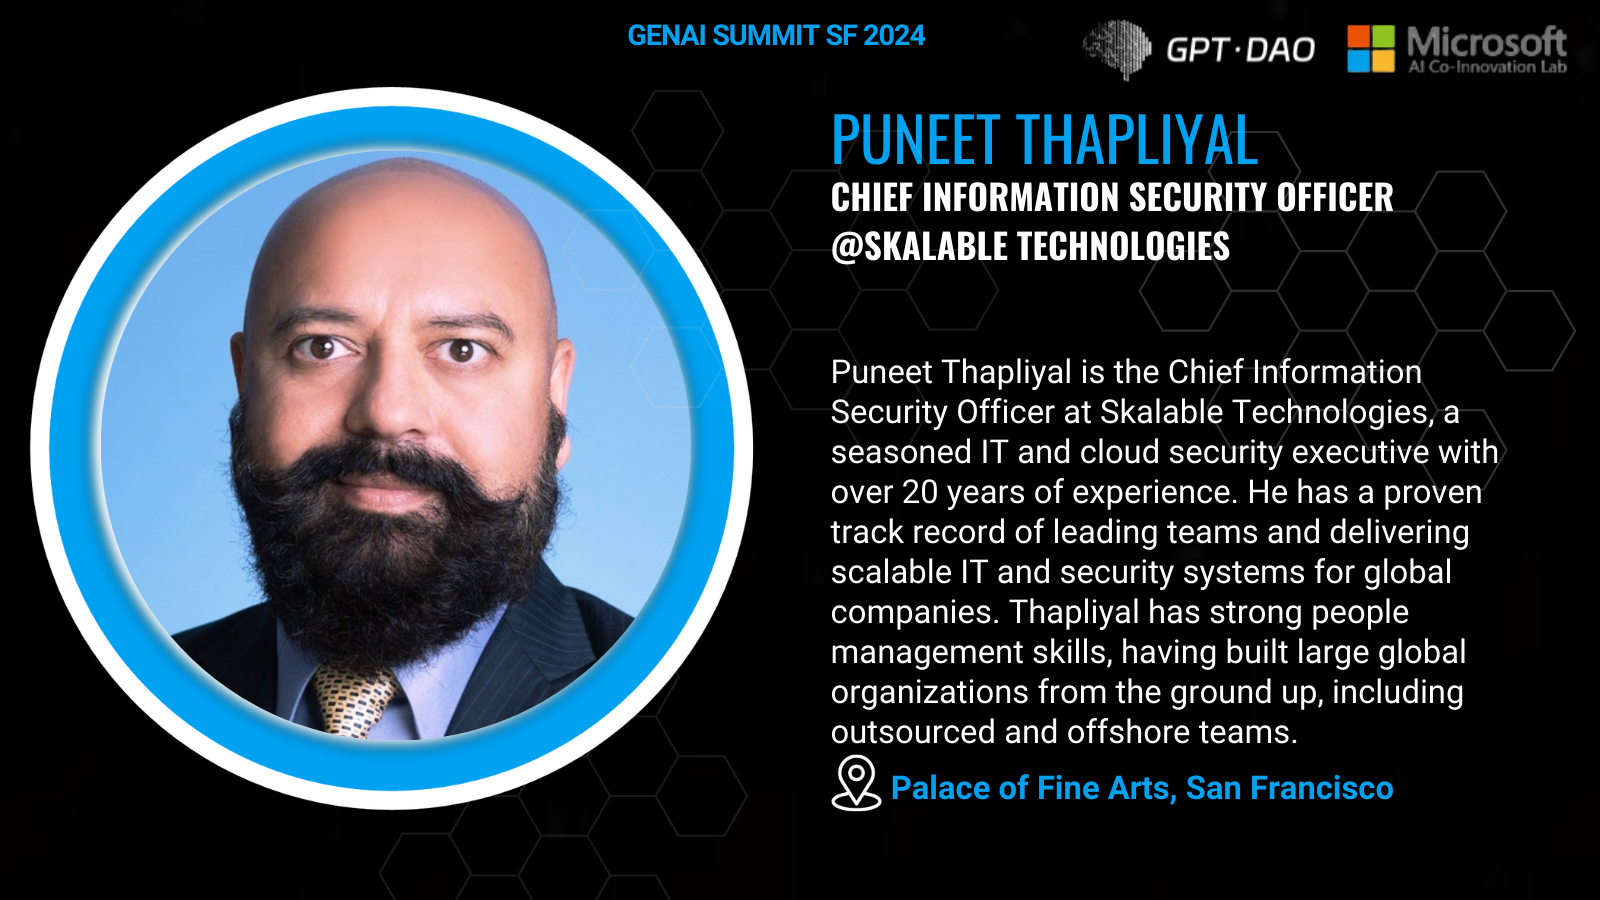 GENAI SUMMIT SF 2024
GPT·DAO
Microsoft
AI Co-Innovation Lab
PUNEET THAPLIYAL
CHIEF INFORMATION SECURITY OFFICER
@SKALABLE TECHNOLOGIES
Puneet Thapliyal is the Chief Information
Security Officer at Skalable Technologies, a
seasoned IT and cloud security executive with
over 20 years of experience. He has a proven
track record of leading teams and delivering
scalable IT and security systems for global
companies. Thapliyal has strong people
management skills, having built large global
organizations from the ground up, including
outsourced and offshore teams.
Palace of Fine Arts, San Francisco